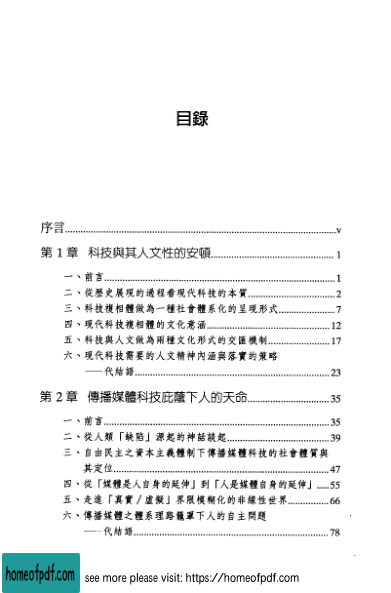 目錄
序言..........v
第 1 章 科技與其人文性的安頓..........1
一、前言..........1
二、從歷史展現的過程看現代科技的本質..........2
三、科技複相體做為一種社會體系化的呈現形式..........7
四、現代科技複相體的文化意涵..........12
五、科技與人文做為兩種文化形式的交匯機制..........17
六、現代科技需要的人文精神內涵與落實的策略
——代結語..........23
第 2 章 傳播媒體科技庇蔭下人的天命..........35
一、前言..........35
二、從人類「缺陷」源起的神話談起..........39
三、自由民主之資本主義體制下傳播媒體科技的社會體質與
其定位..........47
四、從「媒體是人自身的延伸」到「人是媒體自身的延伸」.....55
五、走進「真實／虛擬」界限模糊化的非線性世界..........66
六、傳播媒體之體系理路籠罩下人的自主問題
——代結語..........78
homeofpdf.com see more please visit: https://homeofpdf.com